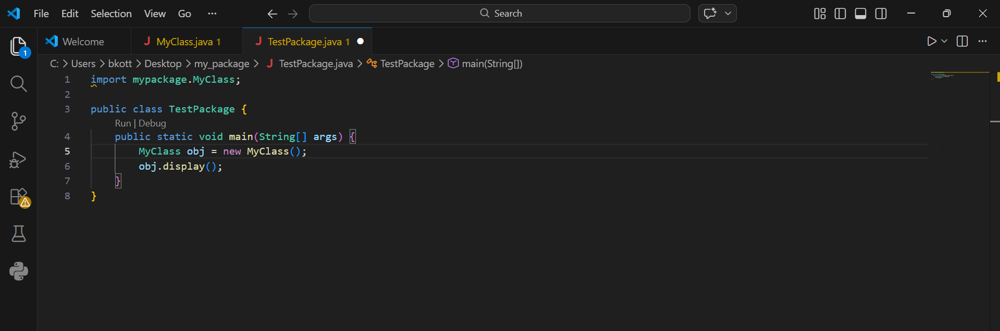 File Edit Selection View Go ··· Search
Welcome MyClass.java 1 TestPackage.java 1
1
C: > Users > bkott > Desktop > my_package > TestPackage.java > TestPackage > main(String[])
1 import mypackage.MyClass;
2
3 public class TestPackage {
Run | Debug
4 public static void main(String[] args) {
5 MyClass obj = new MyClass();
6 obj.display();
7 }
8 }